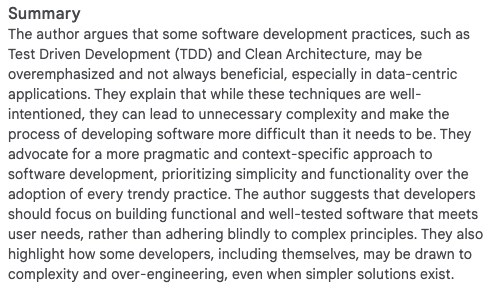 Summary
The author argues that some software development practices, such as
Test Driven Development (TDD) and Clean Architecture, may be
overemphasized and not always beneficial, especially in data-centric
applications. They explain that while these techniques are well-
intentioned, they can lead to unnecessary complexity and make the
process of developing software more difficult than it needs to be. They
advocate for a more pragmatic and context-specific approach to
software development, prioritizing simplicity and functionality over the
adoption of every trendy practice. The author suggests that developers
should focus on building functional and well-tested software that meets
user needs, rather than adhering blindly to complex principles. They also
highlight how some developers, including themselves, may be drawn to
complexity and over-engineering, even when simpler solutions exist.